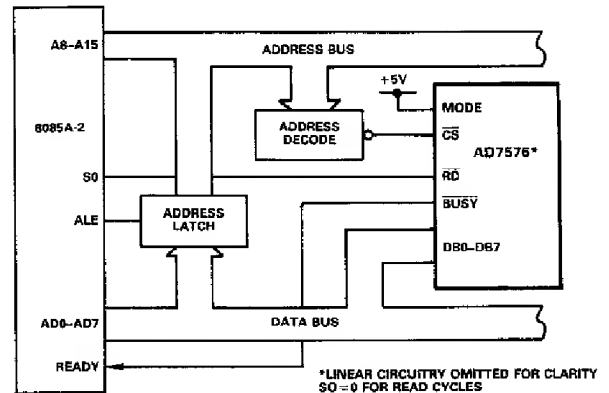 A8–A15
ADDRESS BUS
+5V
MODE
8085A-2
ADDRESS
DECODE
CS
AD7576*
S0
RD
ALE
ADDRESS
LATCH
BUSY
DB0–DB7
AD0–AD7
DATA BUS
READY
*LINEAR CIRCUITRY OMITTED FOR CLARITY
SO=0 FOR READ CYCLES